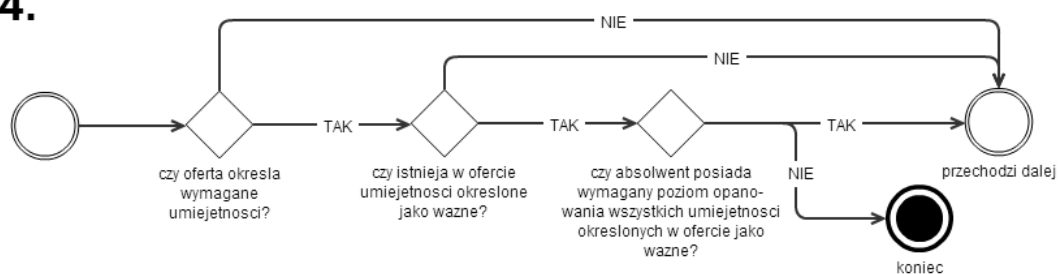 4.
NIE
NIE
TAK
TAK
TAK
NIE
czy oferta okresla
wymagane
umiejetnosci?
czy istnieja w ofercie
umiejetnosci okreslone
jako wazne?
czy absolwent posiada
wymagany poziom opano-
wania wszystkich umiejetnosci
okreslonych w ofercie jako
wazne?
przechodzi dalej
koniec